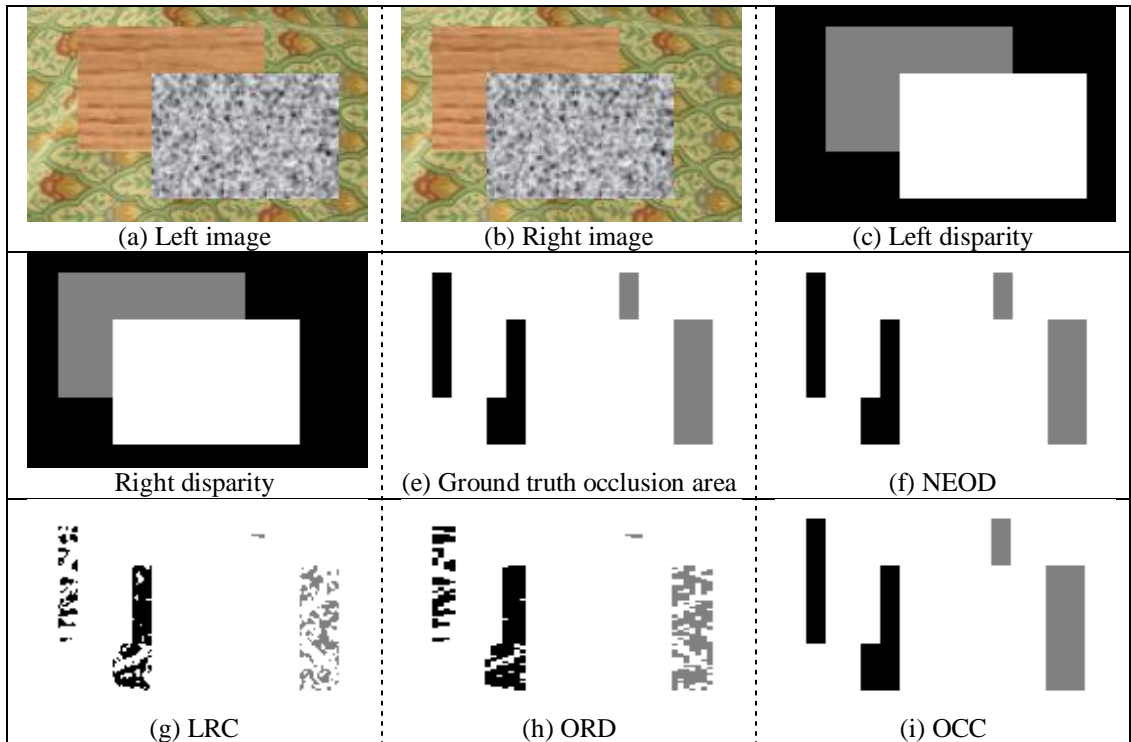 (a) Left image
(b) Right image
(c) Left disparity
Right disparity
(e) Ground truth occlusion area
(f) NEOD
(g) LRC
(h) ORD
(i) OCC